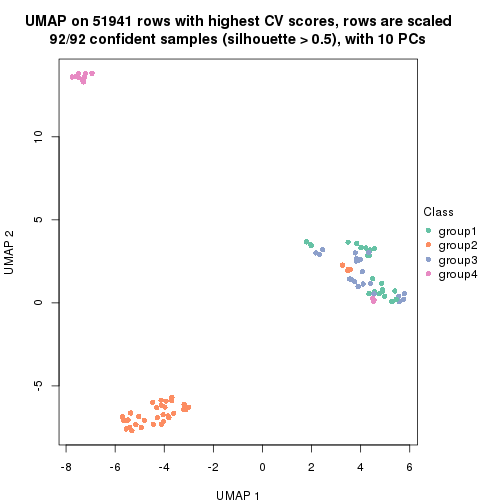 UMAP on 51941 rows with highest CV scores, rows are scaled
92/92 confident samples (silhouette > 0.5), with 10 PCs
10
5
0
-5
UMAP 2
-8
-6
-4
-2
0
2
4
6
UMAP 1
Class
group1
group2
group3
group4